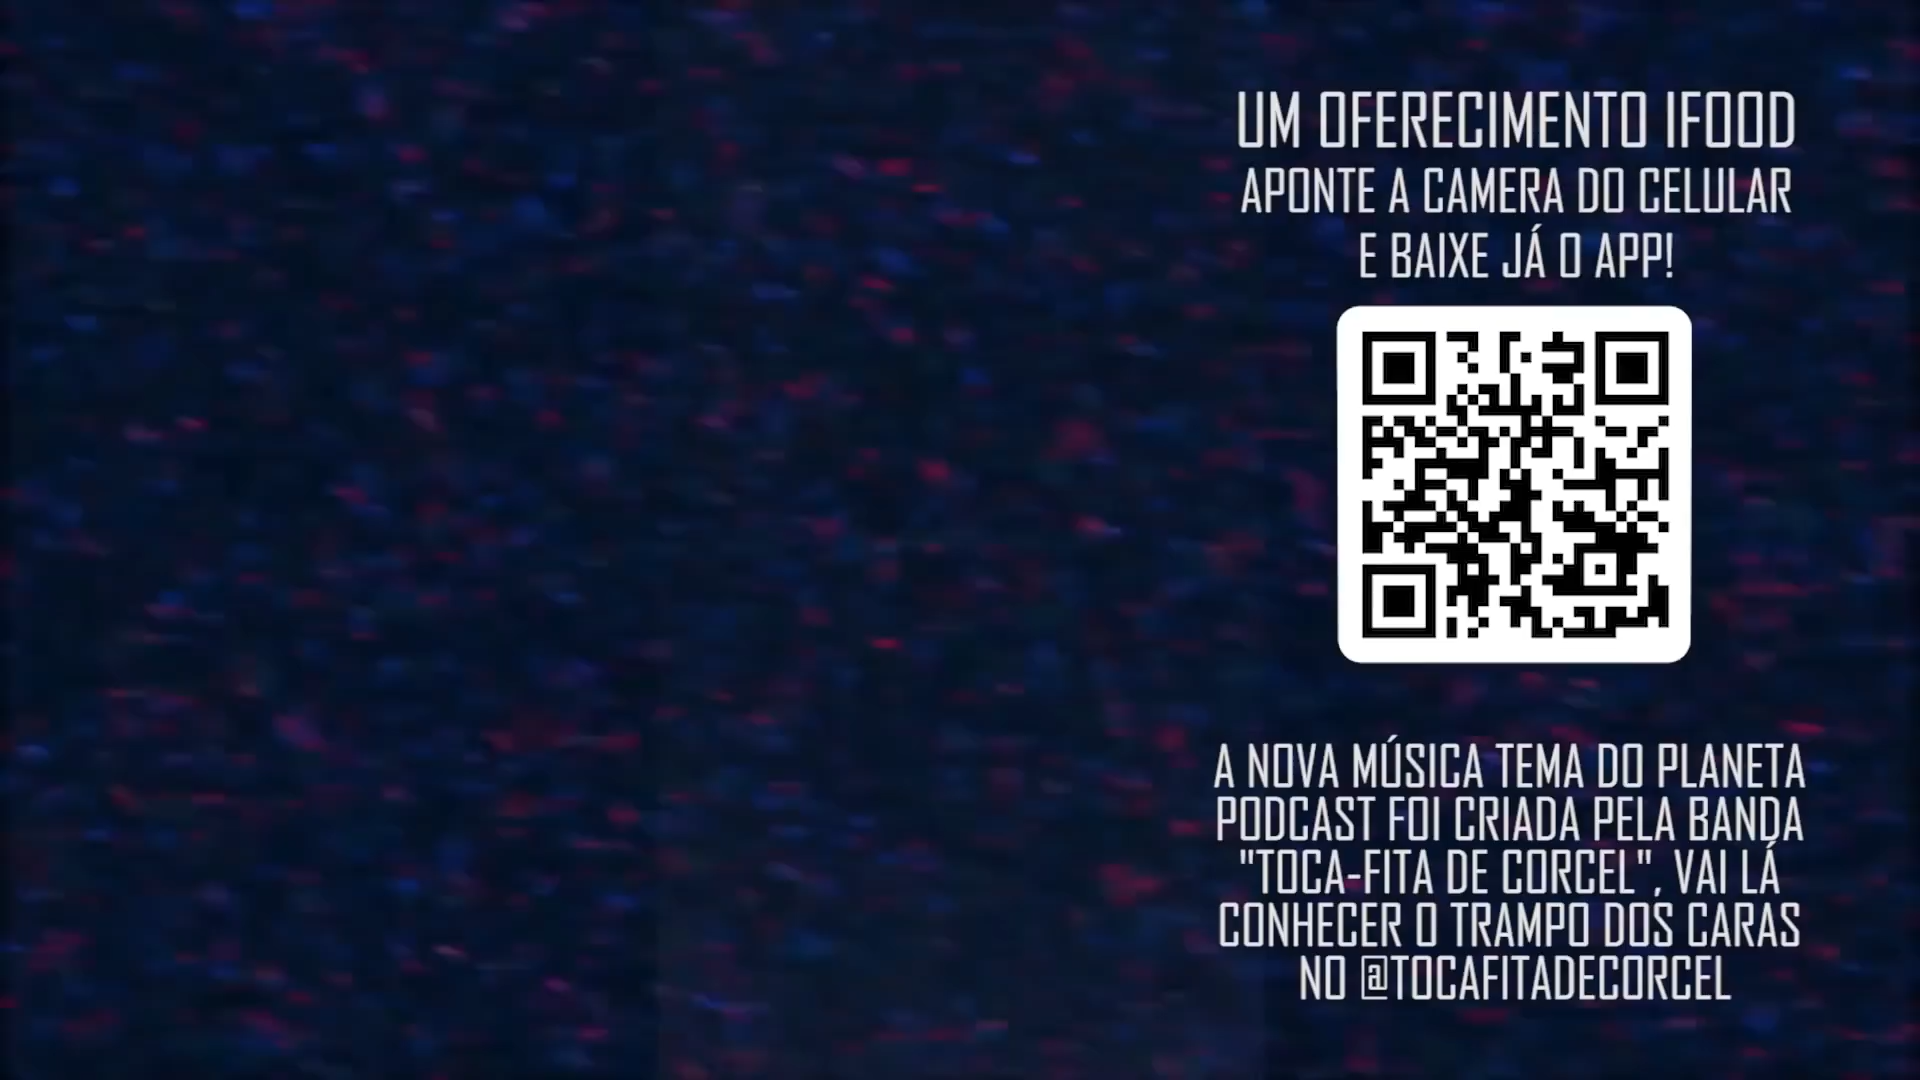 UM OFERECIMENTO IFOOD
APONTE A CAMERA DO CELULAR
E BAIXE JÁ O APP!
A NOVA MÚSICA TEMA DO PLANETA
PODCAST FOI CRIADA PELA BANDA
"TOCA-FITA DE CORCEL", VAI LÁ
CONHECER O TRAMPO DOS CARAS
NO @TOCAFITADECORCEL